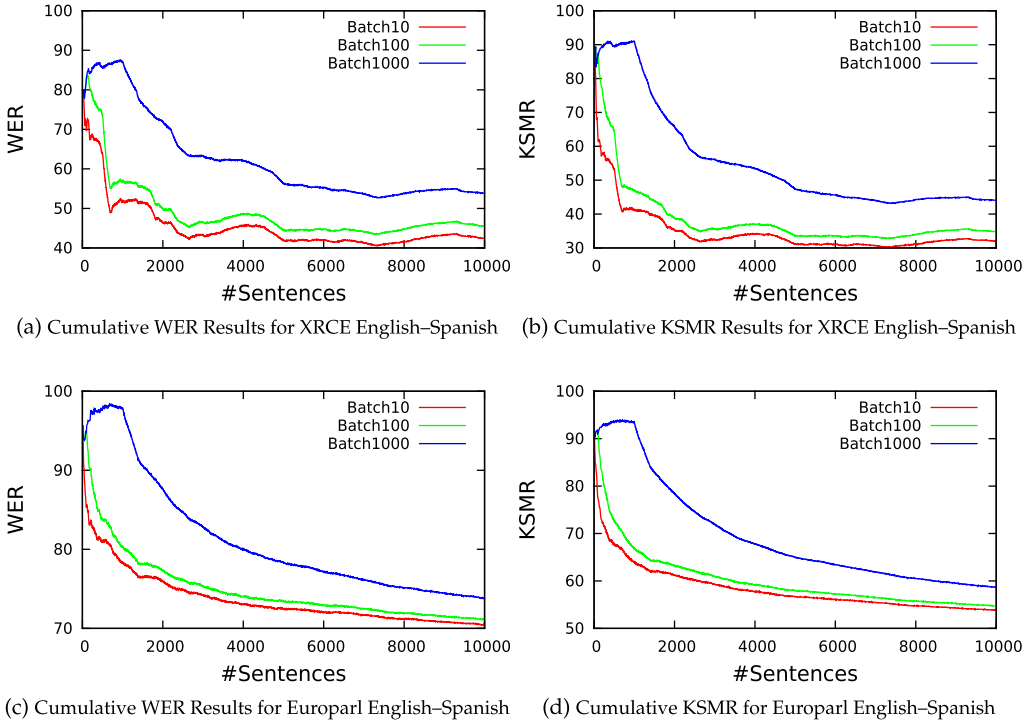 100
90
80
70
60
50
40
WER
Batch10
Batch100
Batch1000
0 2000 4000 6000 8000 10000
#Sentences
(a) Cumulative WER Results for XRCE English–Spanish
100
90
80
70
60
50
40
30
KSMR
Batch10
Batch100
Batch1000
0 2000 4000 6000 8000 10000
#Sentences
(b) Cumulative KSMR Results for XRCE English–Spanish
100
90
80
70
WER
Batch10
Batch100
Batch1000
0 2000 4000 6000 8000 10000
#Sentences
(c) Cumulative WER Results for Europarl English–Spanish
100
90
80
70
60
50
KSMR
Batch10
Batch100
Batch1000
0 2000 4000 6000 8000 10000
#Sentences
(d) Cumulative KSMR for Europarl English–Spanish